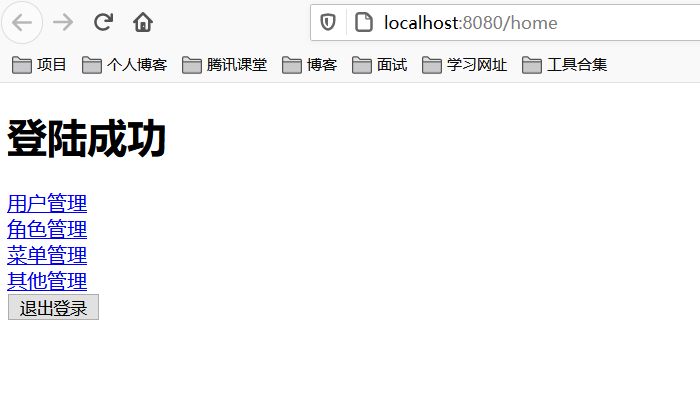 localhost:8080/home
项目 个人博客 腾讯课堂 博客 面试 学习网址 工具合集
登陆成功
用户管理
角色管理
菜单管理
其他管理
退出登录